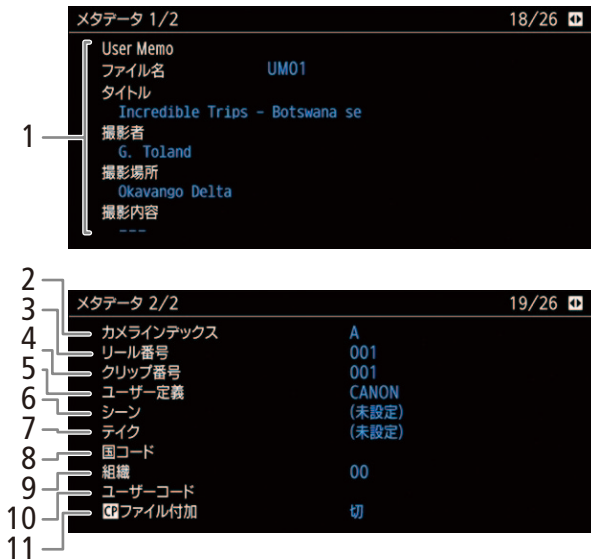 メタデータ 1/2 18/26
User Memo
ファイル名 UM01
タイトル
Incredible Trips - Botswana se
撮影者
G. Toland
撮影場所
Okavango Delta
撮影内容
---
1
メタデータ 2/2 19/26
2 カメラインデックス A
3 リール番号 001
4 クリップ番号 001
5 ユーザー定義 CANON
6 シーン (未設定)
7 テイク (未設定)
8 国コード
9 組織 00
10 ユーザーコード
11 CPファイル付加 切